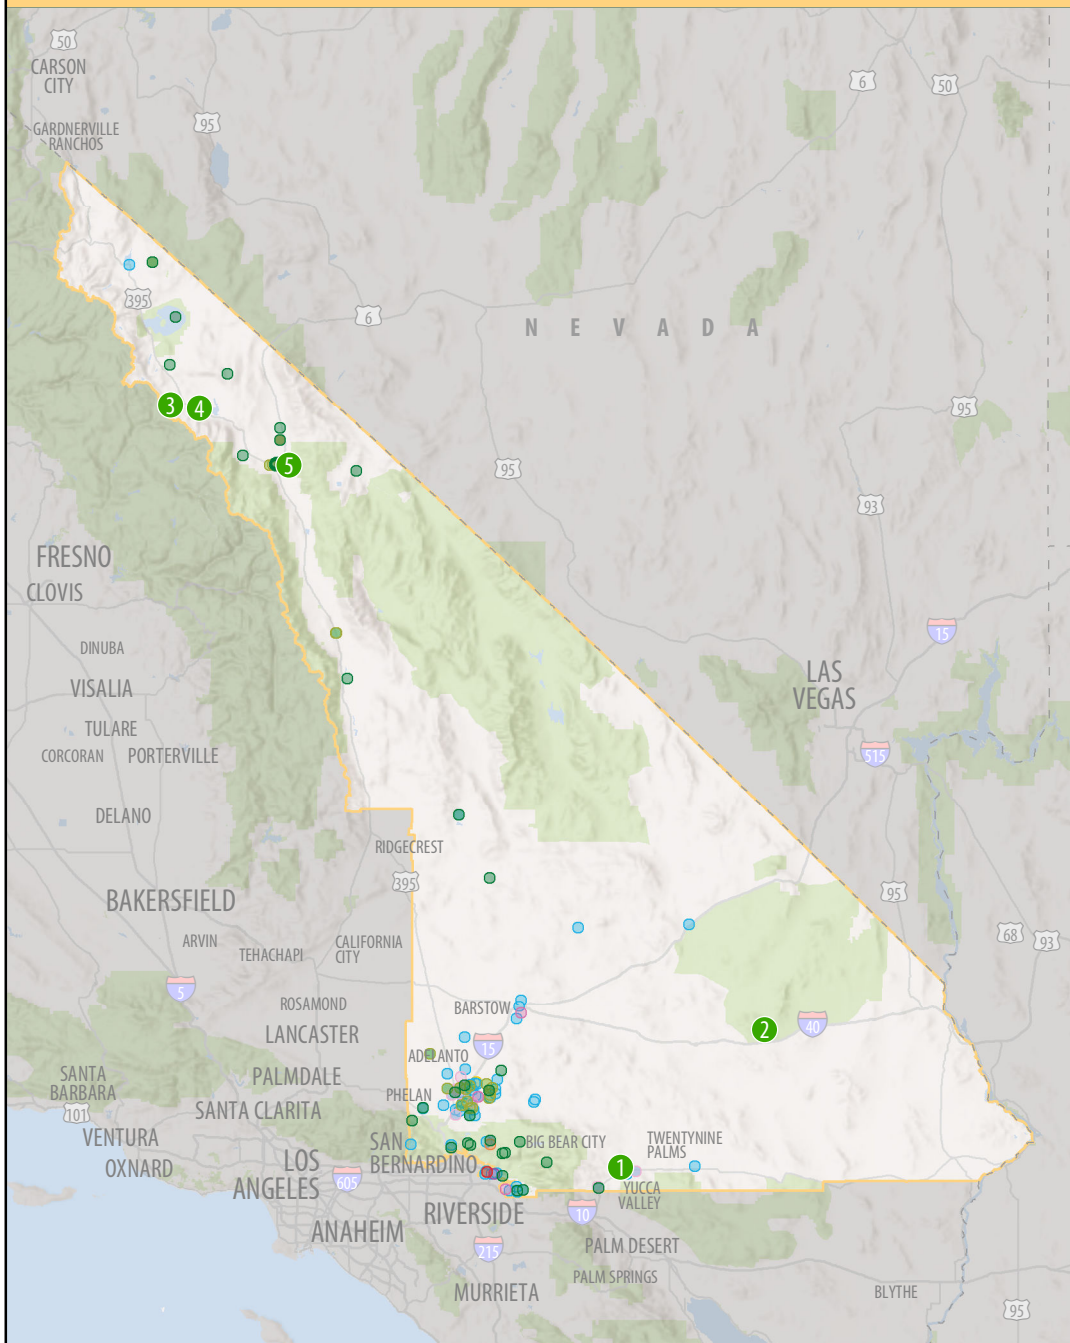 50
CARSON
CITY
6
50
95
GARDNERVILLE
RANCHOS
395
6
NEVADA
3
4
95
5
95
93
FRESNO
CLOVIS
15
DINUBA
LAS
VEGAS
VISALIA
TULARE
CORCORAN
PORTERVILLE
515
DELANO
RIDGECREST
395
BAKERSFIELD
95
ARVIN
TEHACHAPI
CALIFORNIA
CITY
68
93
5
ROSAMOND
BARSTOW
LANCASTER
2
40
15
ADELANTO
SANTA
BARBARA
PALMDALE
PHELAN
101
SANTA CLARITA
VENTURA
SAN
BERNARDINO
BIG BEAR CITY
TWENTYNINE
PALMS
OXNARD
LOS
ANGELES
605
1
YUCCA
VALLEY
RIVERSIDE
10
ANAHEIM
215
PALM DESERT
PALM SPRINGS
MURRIETA
BLYTHE
95